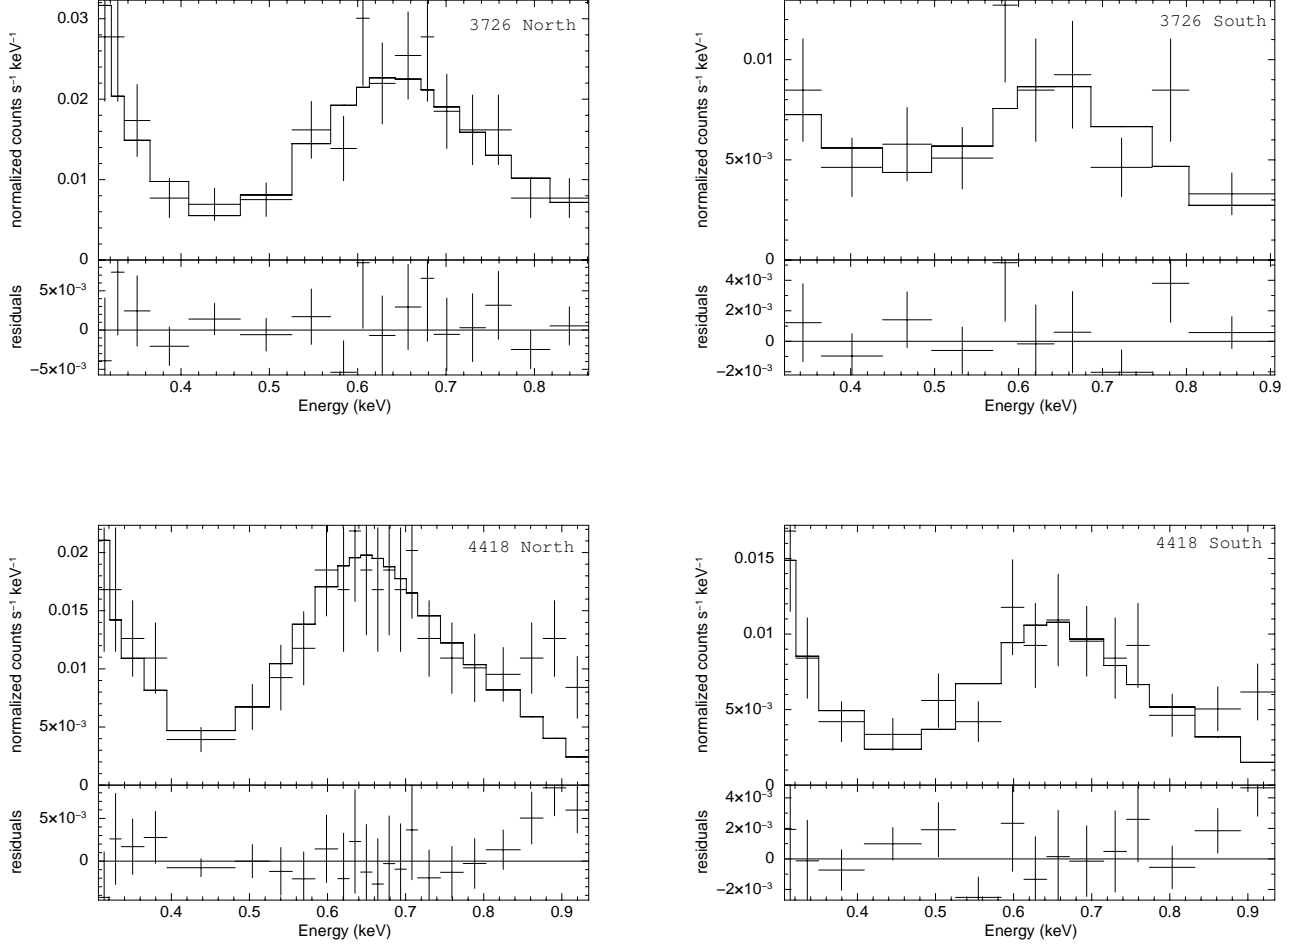 3726 North
normalized counts s⁻¹ keV⁻¹
0.03
0.02
0.01
0
residuals
5×10⁻³
0
−5×10⁻³
0.4 0.5 0.6 0.7 0.8
Energy (keV)
3726 South
normalized counts s⁻¹ keV⁻¹
0.01
5×10⁻³
0
residuals
4×10⁻³
2×10⁻³
0
−2×10⁻³
0.4 0.5 0.6 0.7 0.8 0.9
Energy (keV)
4418 North
normalized counts s⁻¹ keV⁻¹
0.02
0.015
0.01
5×10⁻³
0
residuals
5×10⁻³
0
0.4 0.5 0.6 0.7 0.8 0.9
Energy (keV)
4418 South
normalized counts s⁻¹ keV⁻¹
0.015
0.01
5×10⁻³
0
residuals
4×10⁻³
2×10⁻³
0
−2×10⁻³
0.4 0.5 0.6 0.7 0.8 0.9
Energy (keV)